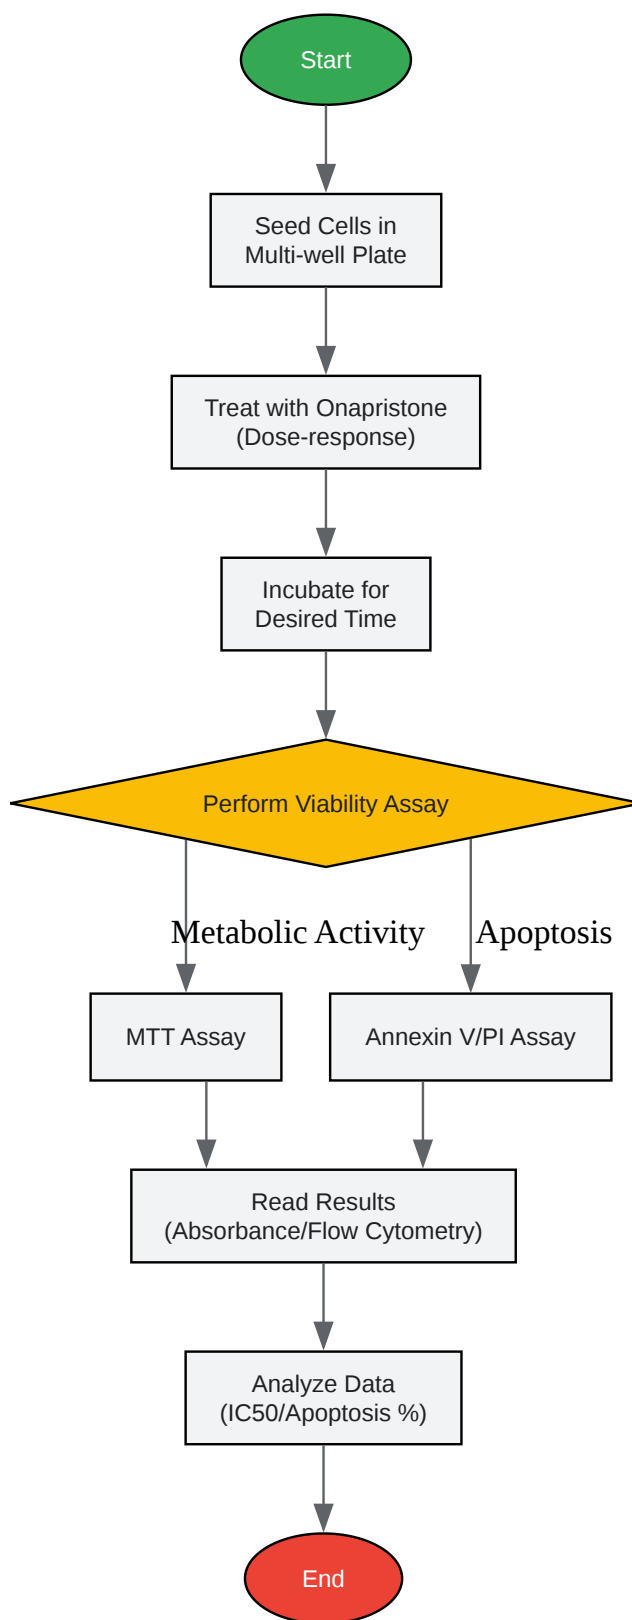 Start
Seed Cells in
Multi-well Plate
Treat with Onapristone
(Dose-response)
Incubate for
Desired Time
Perform Viability Assay
Metabolic Activity
Apoptosis
MTT Assay
Annexin V/PI Assay
Read Results
(Absorbance/Flow Cytometry)
Analyze Data
(IC50/Apoptosis %)
End